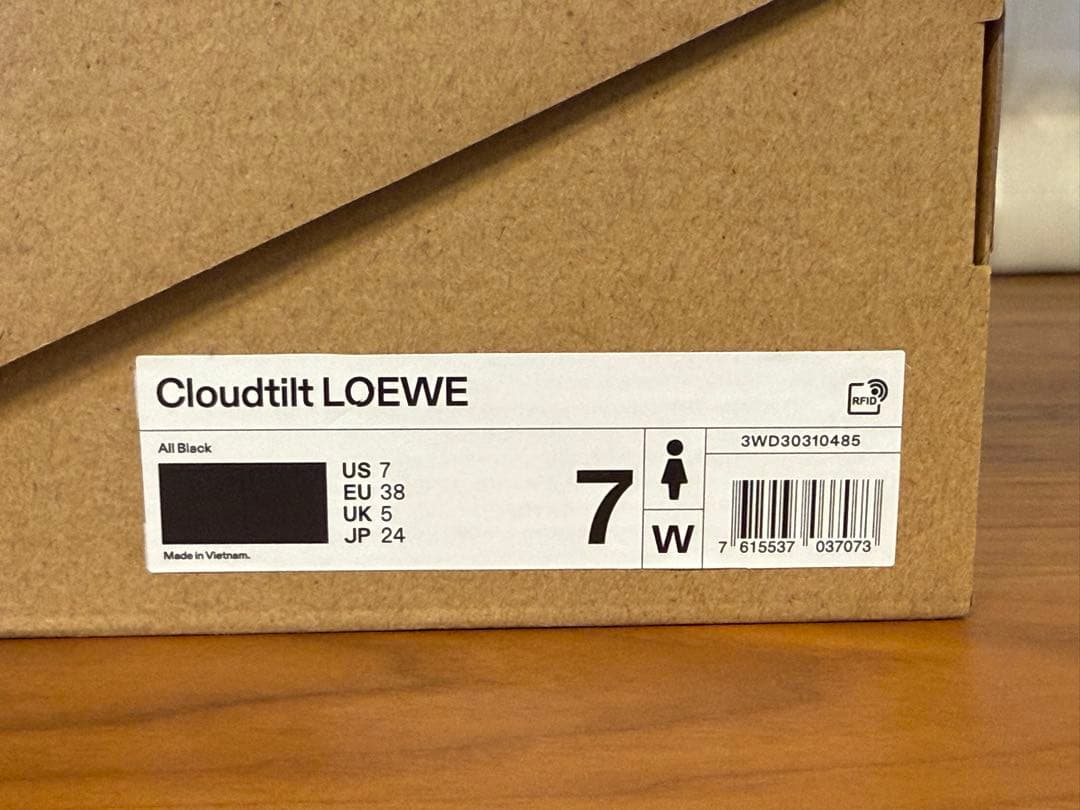 Cloudtilt LOEWE
RFID
All Black
US 7
EU 38
UK 5
JP 24
Made in Vietnam.
7
W
3WD30310485
7 615537 037073